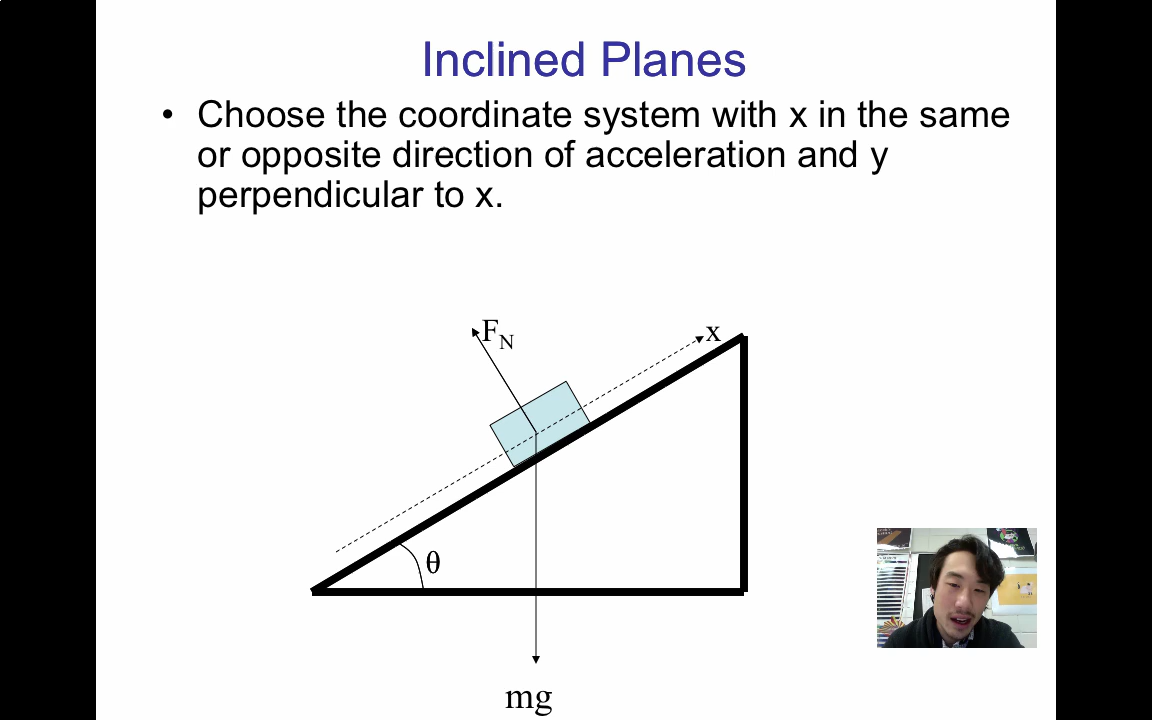 Inclined Planes
• Choose the coordinate system with x in the same
or opposite direction of acceleration and y
perpendicular to x.
F_N
x
θ
mg